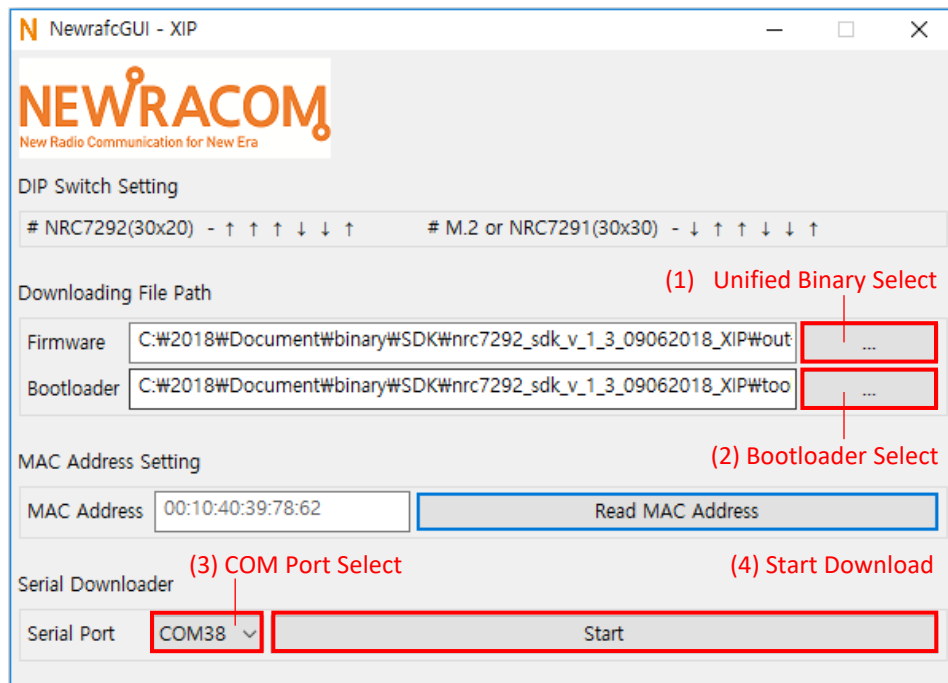 NewrafcGUI - XIP
NEWRACOM
New Radio Communication for New Era
DIP Switch Setting
# NRC7292(30x20) - ↑ ↑ ↑ ↓ ↓ ↑ # M.2 or NRC7291(30x30) - ↓ ↑ ↑ ↓ ↓ ↑
(1) Unified Binary Select
Downloading File Path
Firmware C:₩2018₩Document₩binary₩SDK₩nrc7292_sdk_v_1_3_09062018_XIP₩out ...
Bootloader C:₩2018₩Document₩binary₩SDK₩nrc7292_sdk_v_1_3_09062018_XIP₩too ...
(2) Bootloader Select
MAC Address Setting
MAC Address 00:10:40:39:78:62 Read MAC Address
(3) COM Port Select (4) Start Download
Serial Downloader
Serial Port COM38 Start